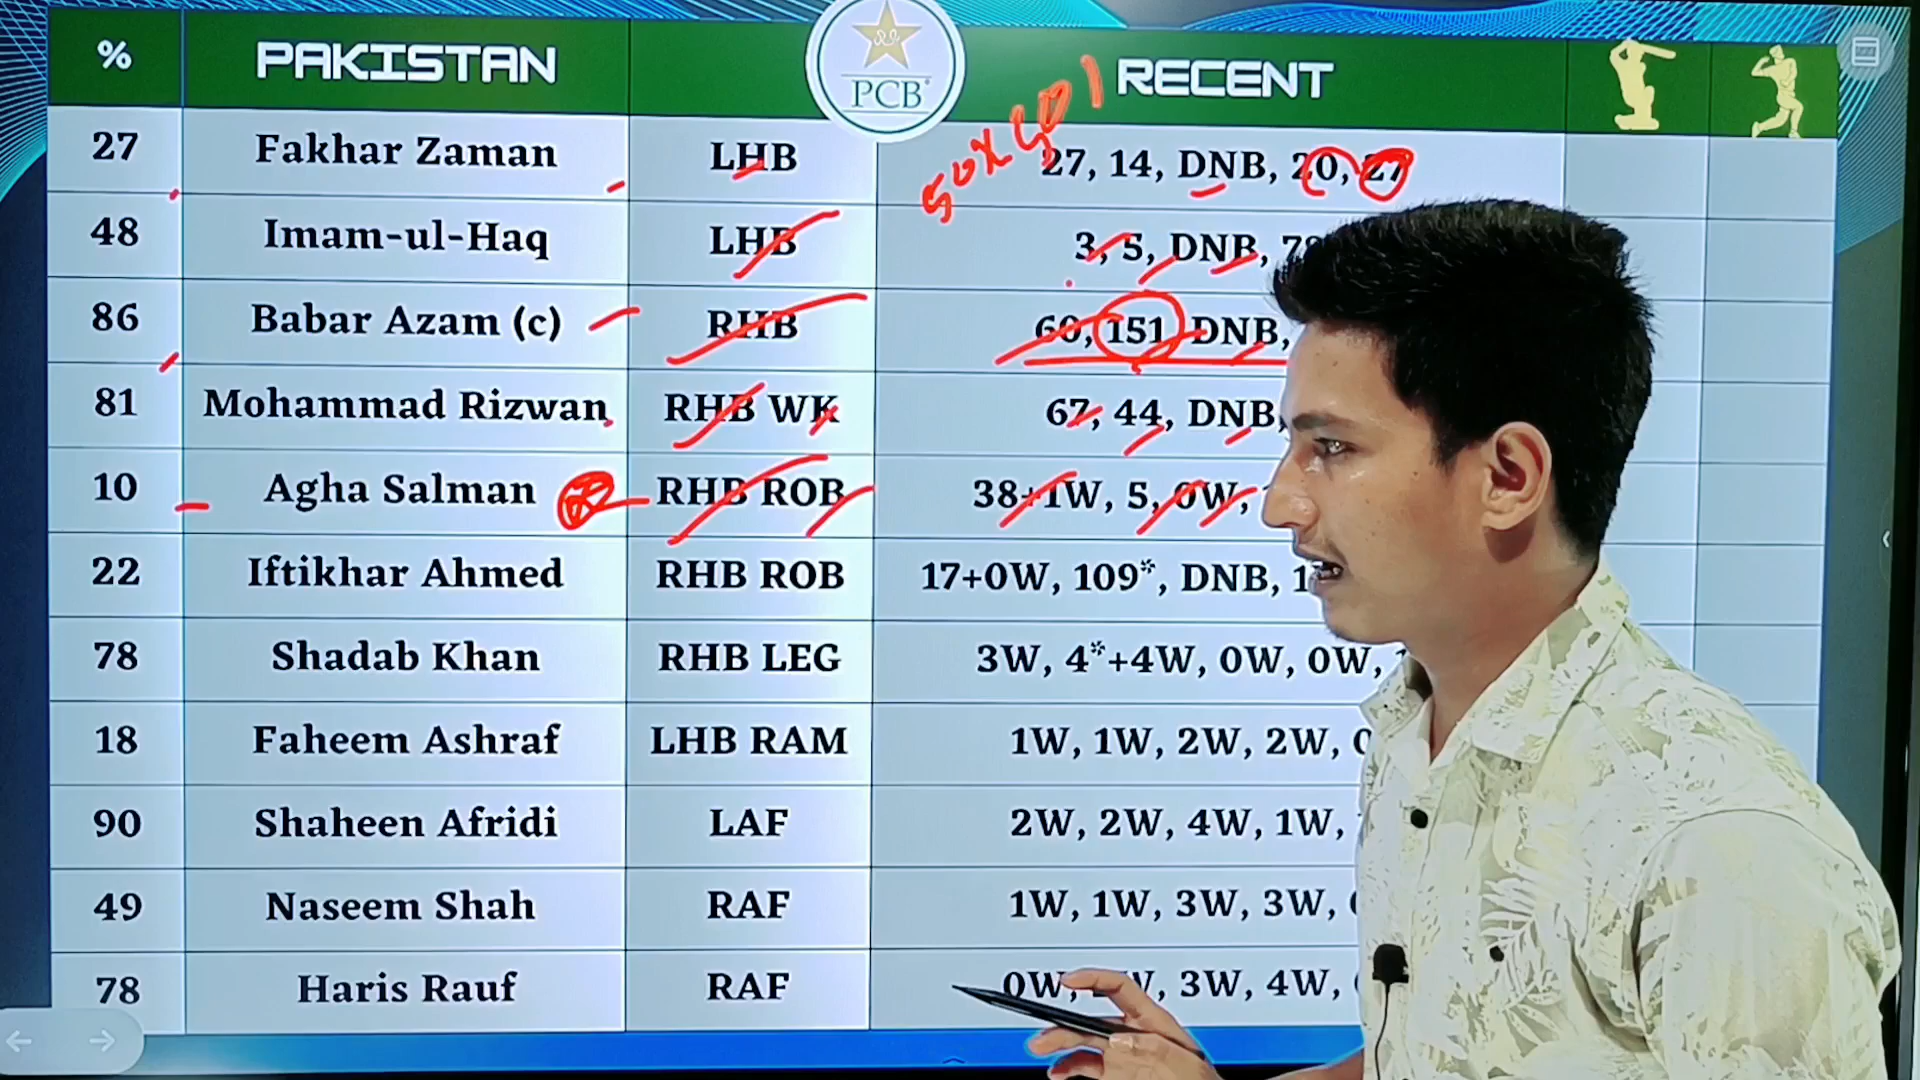 % PAKISTAN PCB RECENT
50x50 1
27 Fakhar Zaman LHB 27, 14, DNB, 20, 27
48 Imam-ul-Haq LHB 3, 5, DNB,
86 Babar Azam (c) RHB 60, 151, DNB,
81 Mohammad Rizwan RHB WK 67, 44, DNB,
10 Agha Salman RHB ROB 38+1W, 5, 0W,
22 Iftikhar Ahmed RHB ROB 17+0W, 109*, DNB,
78 Shadab Khan RHB LEG 3W, 4*+4W, 0W, 0W,
18 Faheem Ashraf LHB RAM 1W, 1W, 2W, 2W,
90 Shaheen Afridi LAF 2W, 2W, 4W, 1W,
49 Naseem Shah RAF 1W, 1W, 3W, 3W,
78 Haris Rauf RAF 0W, 3W, 4W,